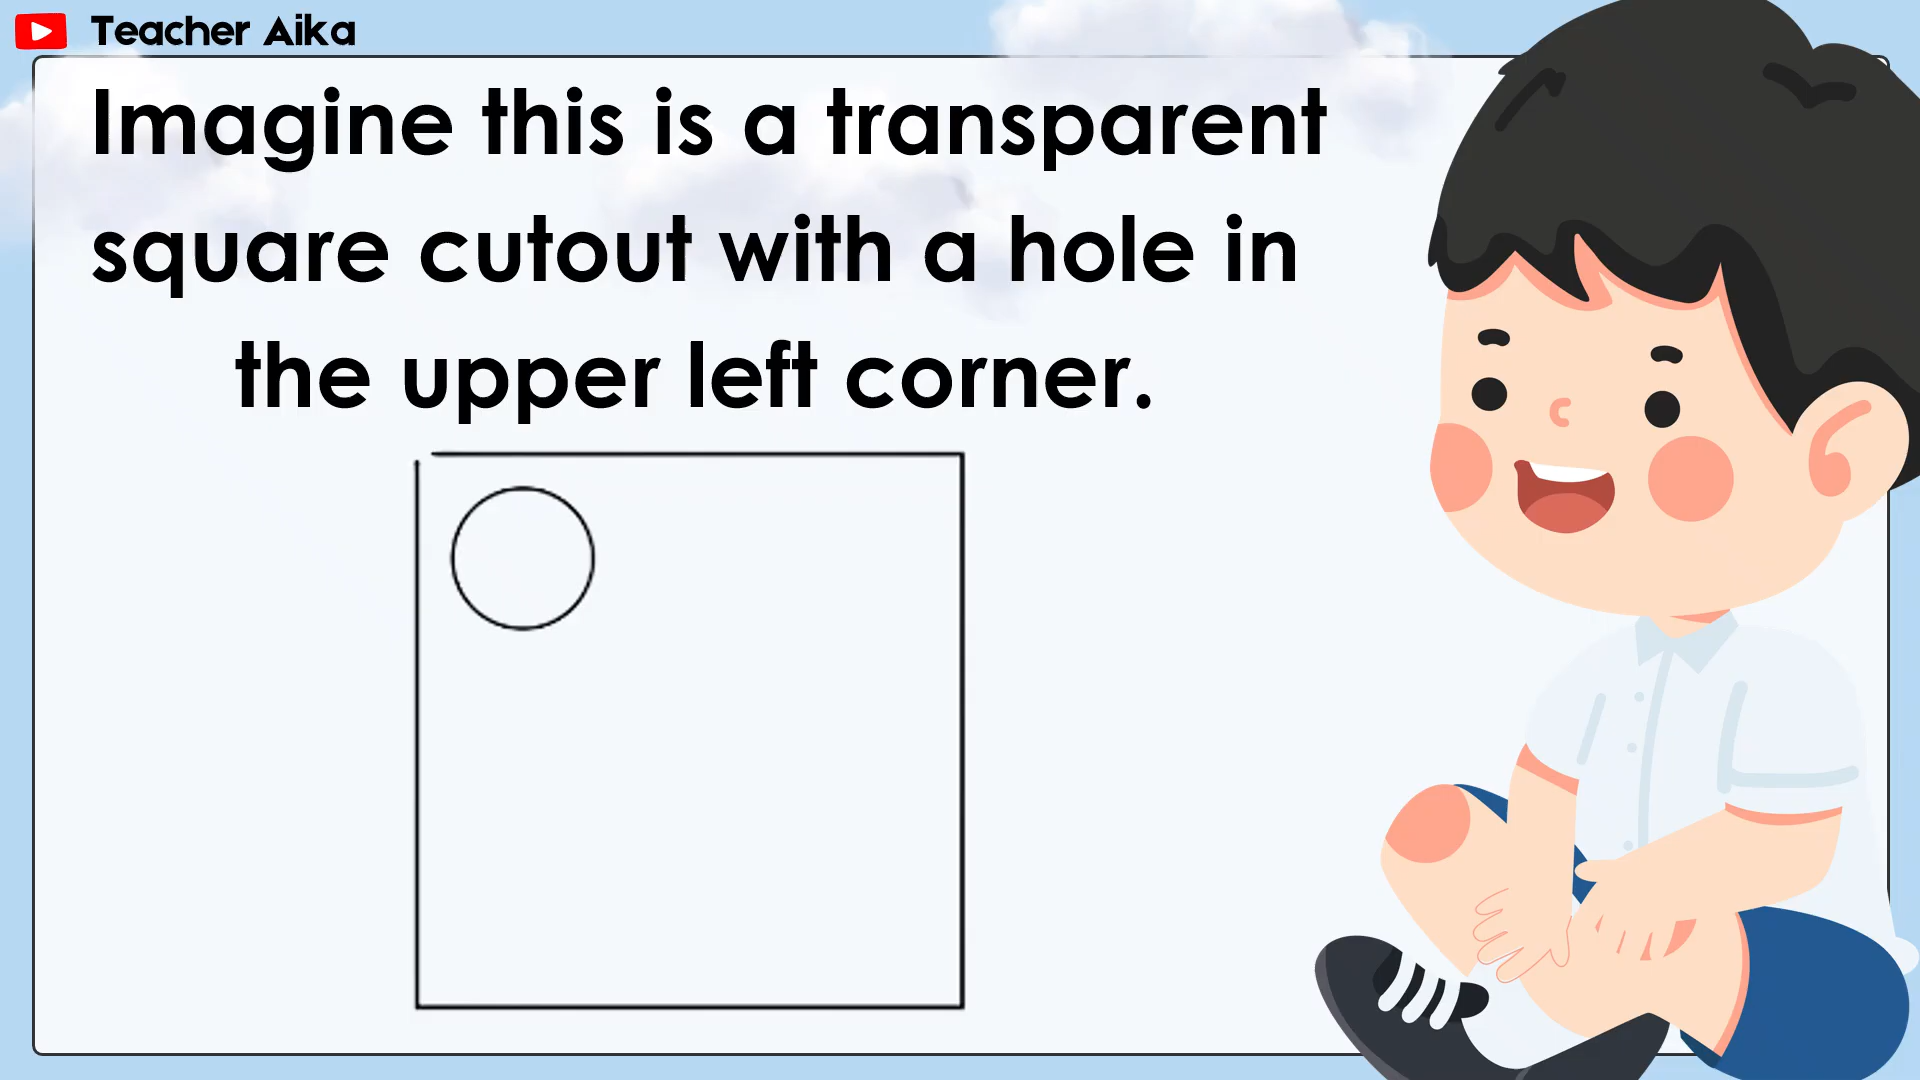 Teacher Aika
Imagine this is a transparent
square cutout with a hole in
the upper left corner.